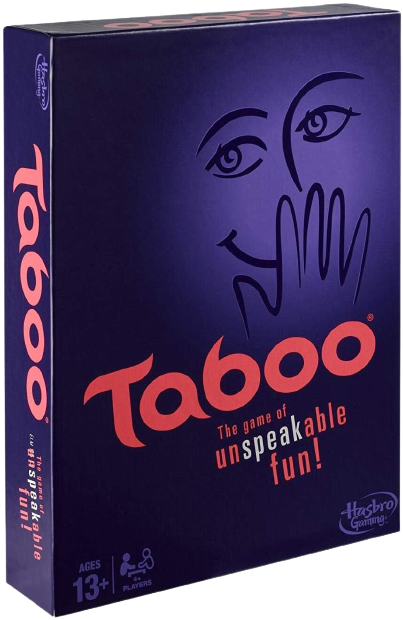 Hasbro
Gaming
Taboo®
The game of
unspeakable
fun!
Taboo®
The game of
unspeakable
fun!
AGES
13+
4+
PLAYERS
Hasbro
Gaming